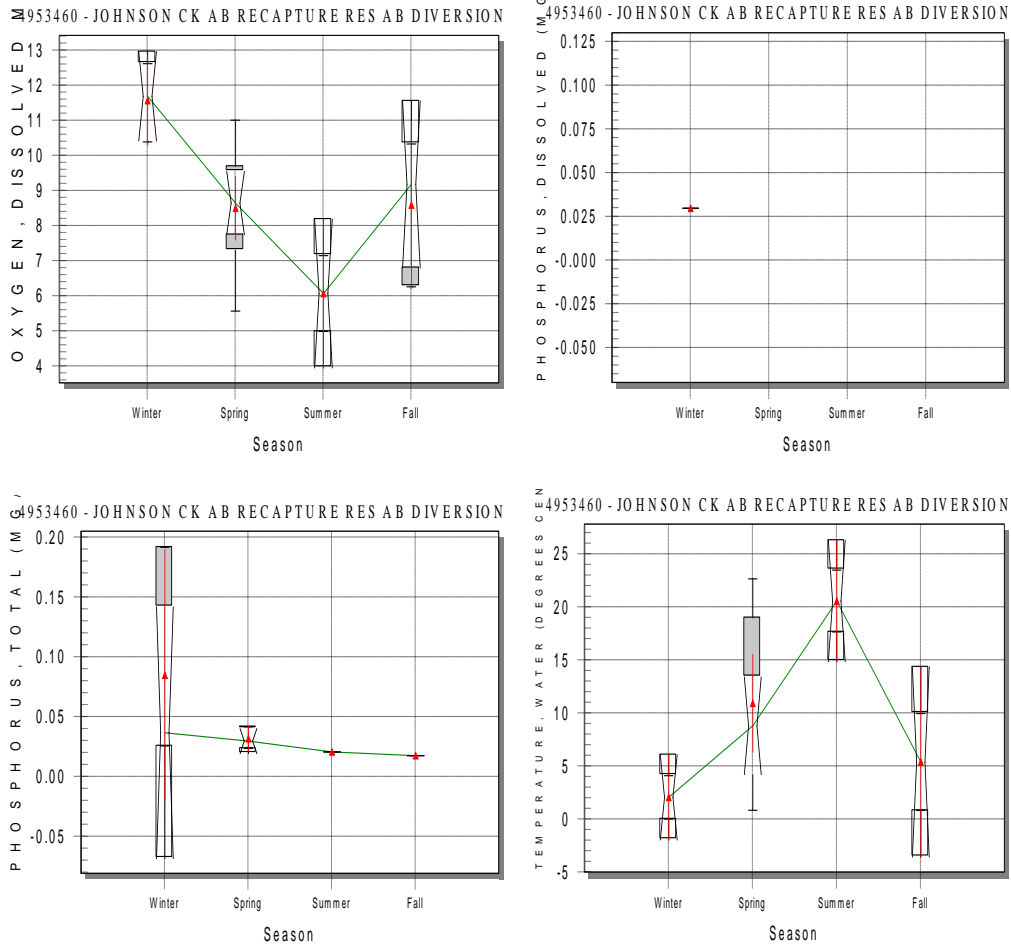 4953460 - JOHNSON CK AB RECAPTURE RES AB DIVERSION
OXYGEN, DISSOLVED M
13
12
11
10
9
8
7
6
5
4
Winter Spring Summer Fall
Season
4953460 - JOHNSON CK AB RECAPTURE RES AB DIVERSION
PHOSPHORUS, DISSOLVED (M
0.125
0.100
0.075
0.050
0.025
-0.000
-0.025
-0.050
Winter Spring Summer Fall
Season
4953460 - JOHNSON CK AB RECAPTURE RES AB DIVERSION
PHOSPHORUS, TOTAL (MG
0.20
0.15
0.10
0.05
0.00
-0.05
Winter Spring Summer Fall
Season
4953460 - JOHNSON CK AB RECAPTURE RES AB DIVERSION
TEMPERATURE, WATER (DEGREES CEN
25
20
15
10
5
0
-5
Winter Spring Summer Fall
Season